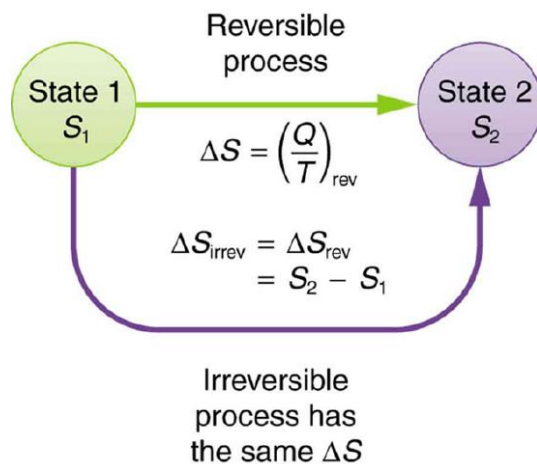 Reversible
process
State 1
S₁
State 2
S₂
ΔS = (Q/T)rev
ΔSirrev = ΔSrev
= S₂ − S₁
Irreversible
process has
the same ΔS